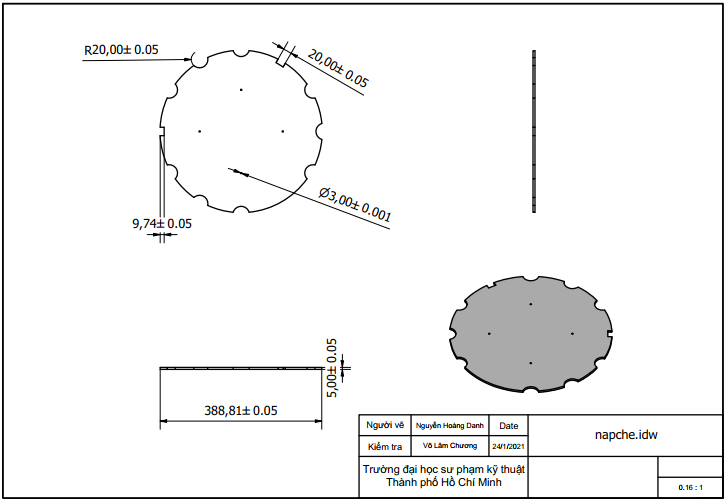 R20,00± 0.05
20,00± 0.05
Ø3,00± 0.001
9,74± 0.05
5,00± 0.05
388,81± 0.05
Người vẽ Nguyễn Hoàng Danh Date
napche.idw
Kiểm tra Võ Lâm Chương 24/1/2021
Trường đại học sư phạm kỹ thuật
Thành phố Hồ Chí Minh
0.16 : 1